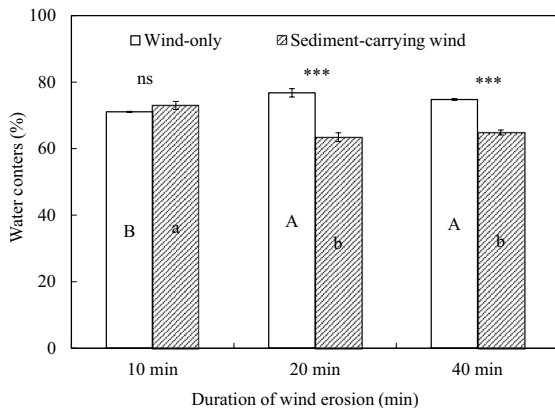 100
Wind-only Sediment-carrying wind
ns *** ***
80
60
Water conters (%)
40
B a A b A b
20
0
10 min 20 min 40 min
Duration of wind erosion (min)